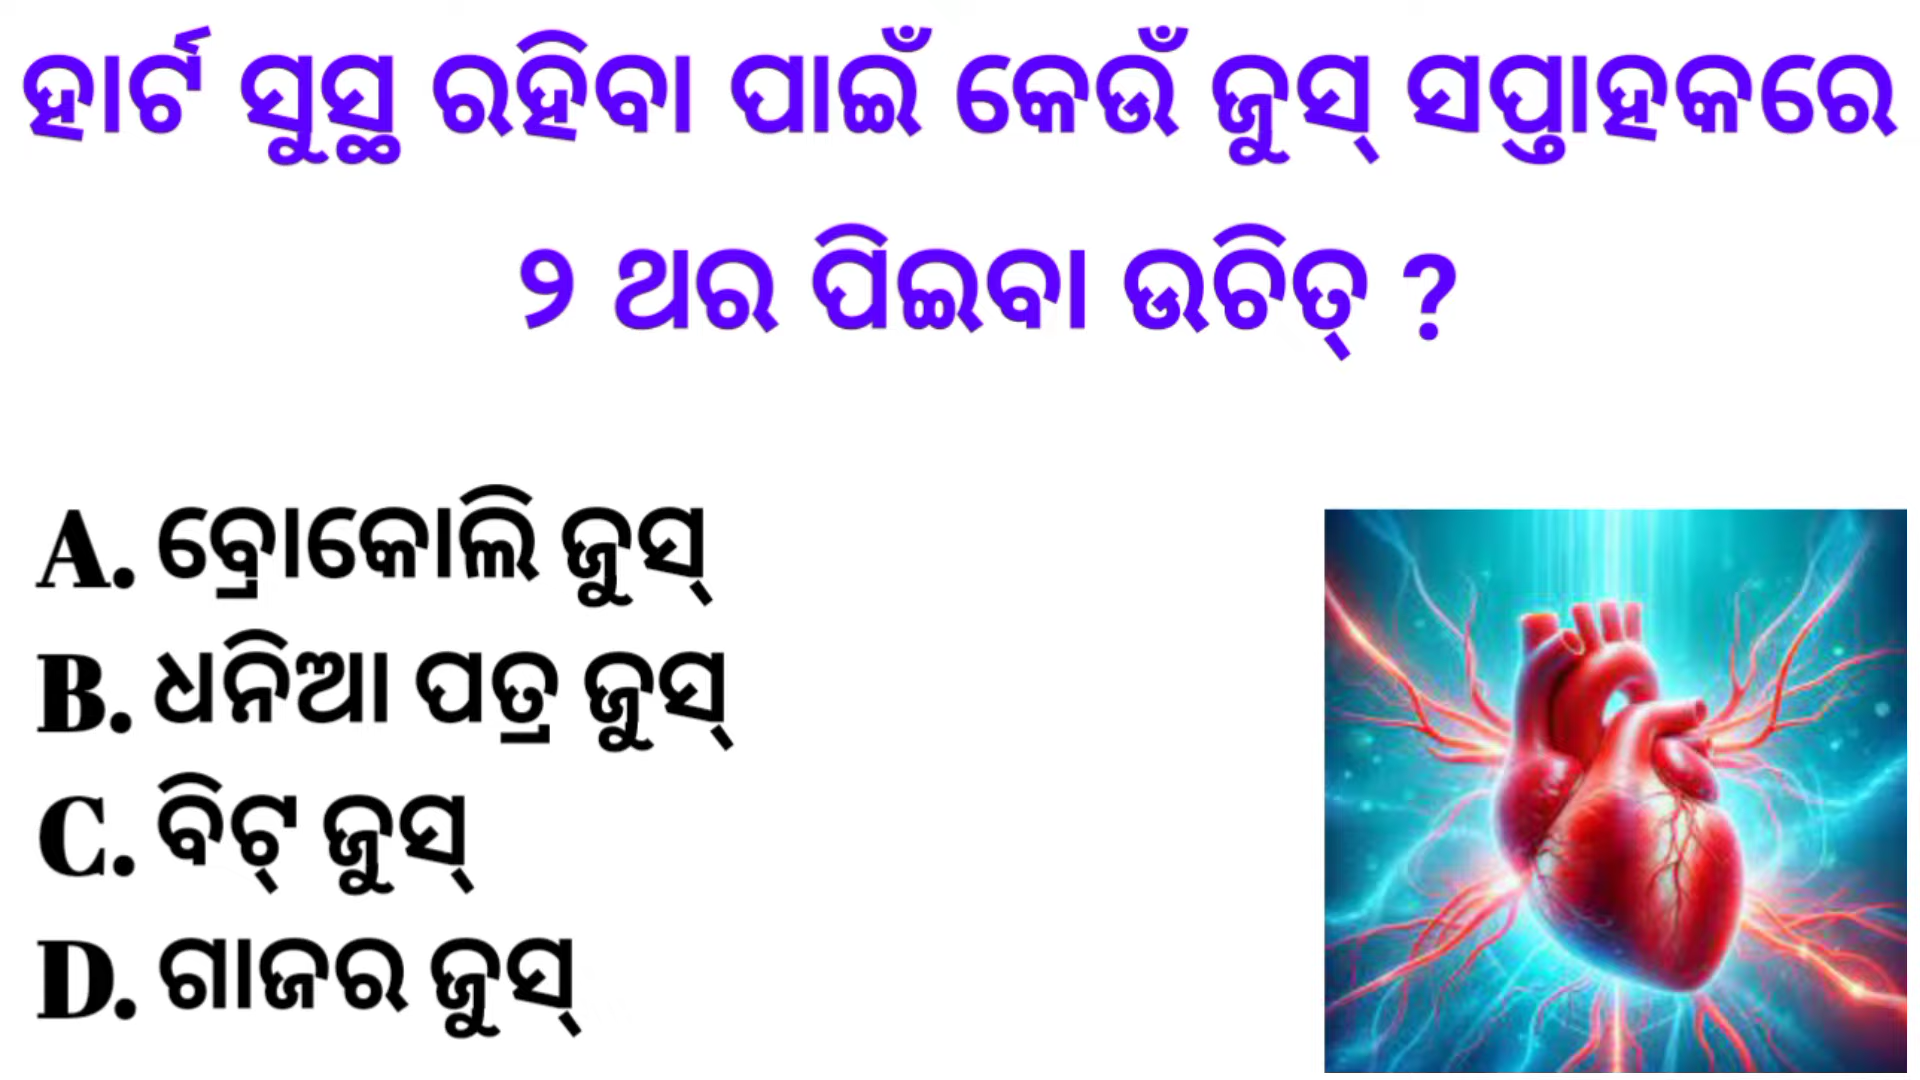 ହାର୍ଟ ସୁସ୍ଥ ରହିବା ପାଇଁ କେଉଁ ଜୁସ୍ ସପ୍ତାହକରେ
୨ ଥର ପିଇବା ଉଚିତ୍ ?
A. ବ୍ରୋକୋଲି ଜୁସ୍
B. ଧନିଆ ପତ୍ର ଜୁସ୍
C. ବିଟ୍ ଜୁସ୍
D. ଗାଜର ଜୁସ୍